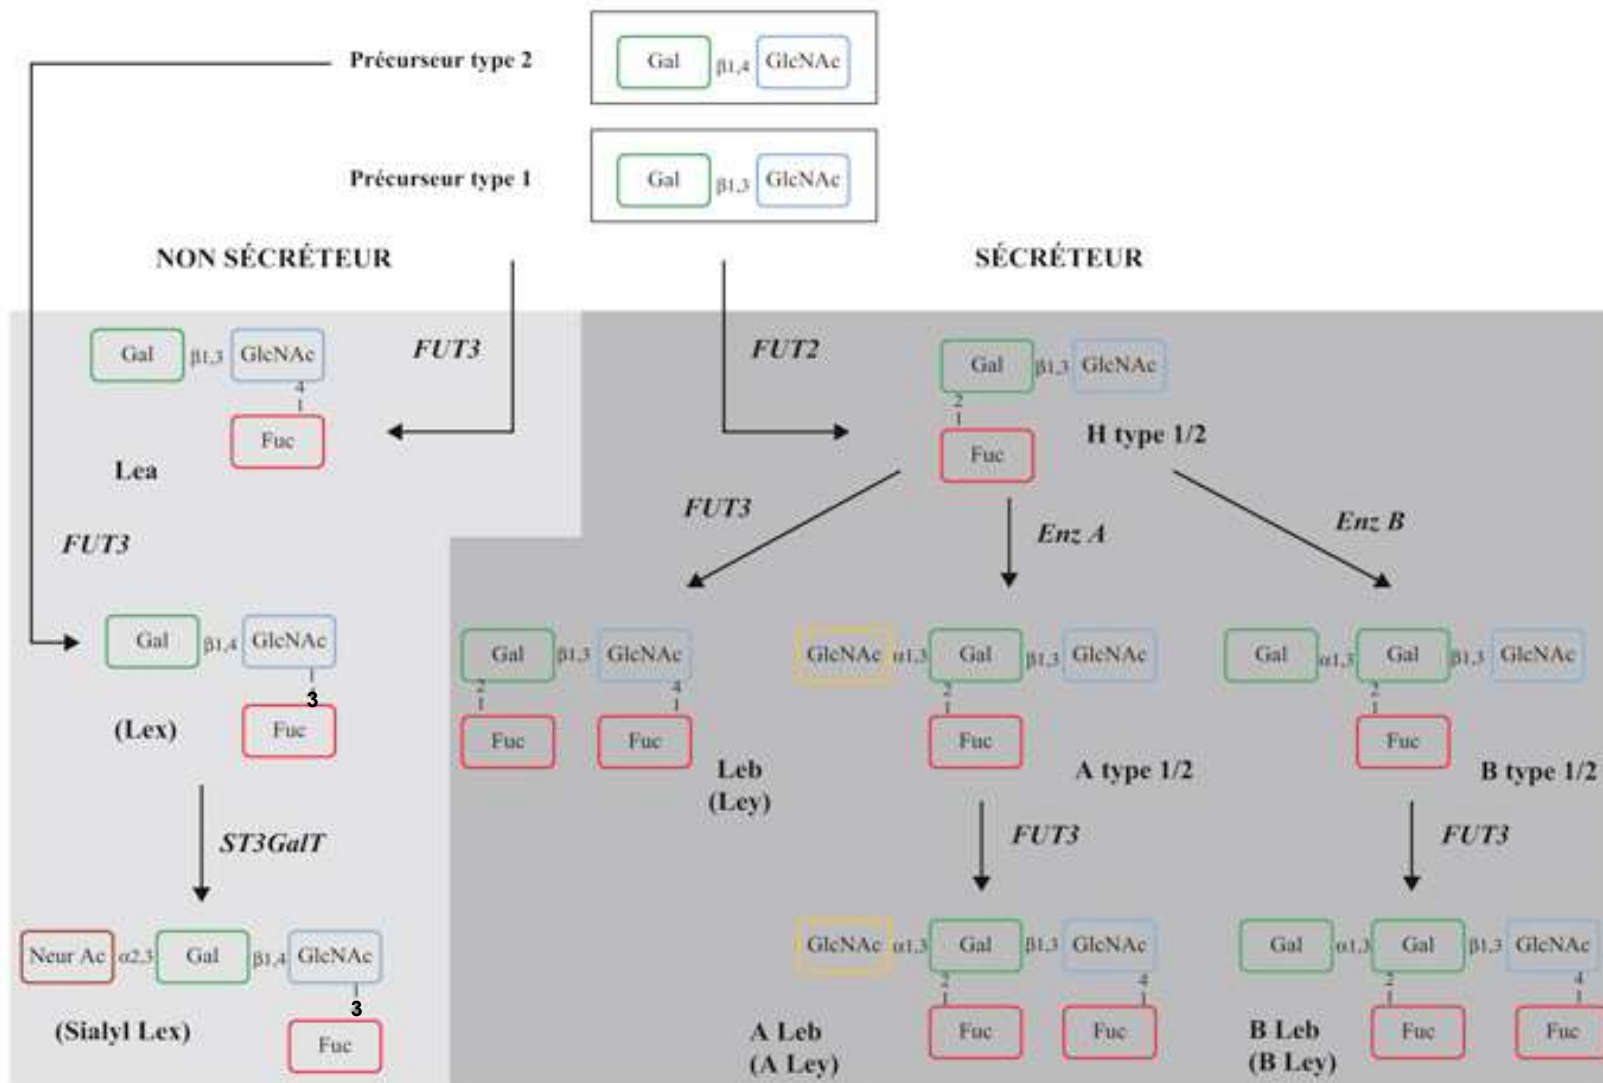 Précurseur type 2
Gal β1,4 GlcNAc
Précurseur type 1
Gal β1,3 GlcNAc
NON SÉCRÉTEUR
SÉCRÉTEUR
Gal β1,3 GlcNAc
4
1
Fuc
Lea
FUT3
FUT2
Gal β1,3 GlcNAc
2
1
Fuc
H type 1/2
FUT3
FUT3
Enz A
Enz B
Gal β1,4 GlcNAc
3
Fuc
(Lex)
Gal β1,3 GlcNAc
2 4
1 1
Fuc Fuc
Leb
(Ley)
GlcNAc α1,3 Gal β1,3 GlcNAc
2
1
Fuc
A type 1/2
Gal α1,3 Gal β1,3 GlcNAc
2
1
Fuc
B type 1/2
ST3GalT
FUT3
FUT3
Neur Ac α2,3 Gal β1,4 GlcNAc
3
Fuc
(Sialyl Lex)
GlcNAc α1,3 Gal β1,3 GlcNAc
2 4
Fuc Fuc
A Leb
(A Ley)
Gal α1,3 Gal β1,3 GlcNAc
2 4
Fuc Fuc
B Leb
(B Ley)